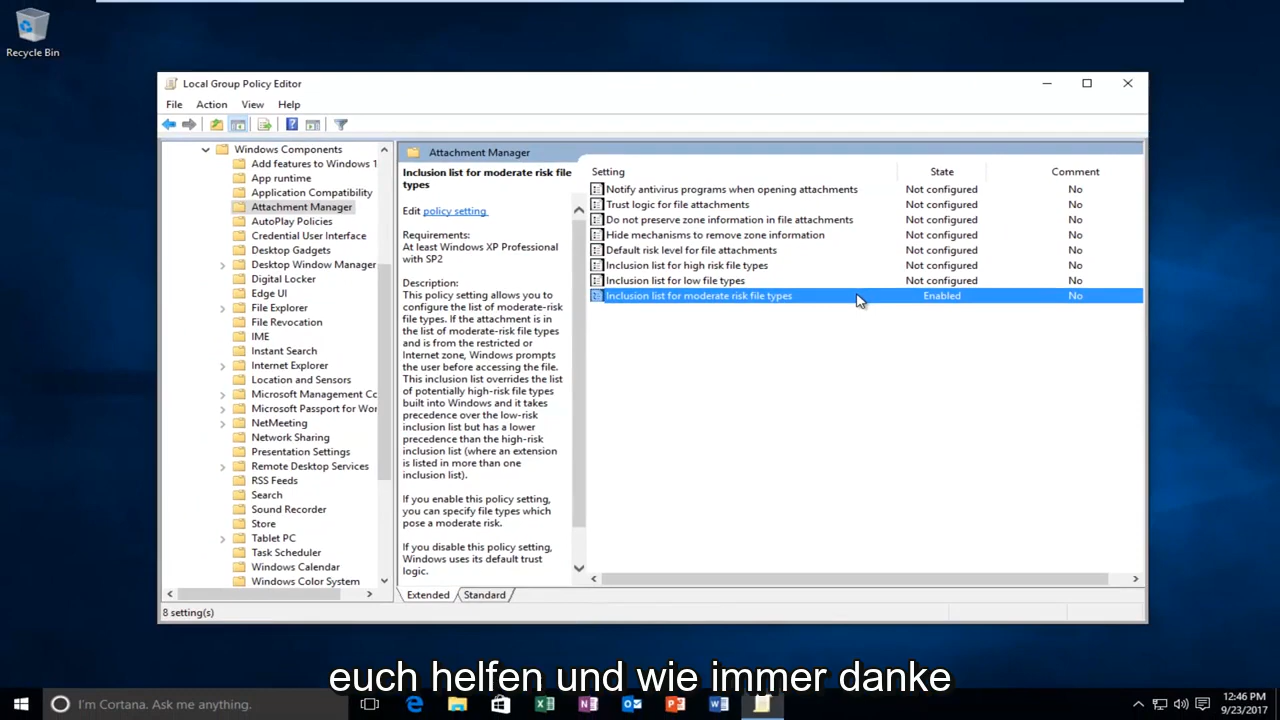 Recycle Bin
Local Group Policy Editor
File Action View Help
Windows Components
Add features to Windows 1
App runtime
Application Compatibility
Attachment Manager
AutoPlay Policies
Credential User Interface
Desktop Gadgets
Desktop Window Manager
Digital Locker
Edge UI
File Explorer
File Revocation
IME
Instant Search
Internet Explorer
Location and Sensors
Microsoft Management Co
Microsoft Passport for Wor
NetMeeting
Network Sharing
Presentation Settings
Remote Desktop Services
RSS Feeds
Search
Sound Recorder
Store
Tablet PC
Task Scheduler
Windows Calendar
Windows Color System
Attachment Manager
Inclusion list for moderate risk file
types
Edit policy setting
Requirements:
At least Windows XP Professional
with SP2
Description:
This policy setting allows you to
configure the list of moderate-risk
file types. If the attachment is in
the list of moderate-risk file types
and is from the restricted or
Internet zone, Windows prompts
the user before accessing the file.
This inclusion list overrides the list
of potentially high-risk file types
built into Windows and it takes
precedence over the low-risk
inclusion list but has a lower
precedence than the high-risk
inclusion list (where an extension
is listed in more than one
inclusion list).
If you enable this policy setting,
you can specify file types which
pose a moderate risk.
If you disable this policy setting,
Windows uses its default trust
logic.
Setting State Comment
Notify antivirus programs when opening attachments Not configured No
Trust logic for file attachments Not configured No
Do not preserve zone information in file attachments Not configured No
Hide mechanisms to remove zone information Not configured No
Default risk level for file attachments Not configured No
Inclusion list for high risk file types Not configured No
Inclusion list for low file types Not configured No
Inclusion list for moderate risk file types Enabled No
Extended Standard
8 setting(s)
euch helfen und wie immer danke
I'm Cortana. Ask me anything.
12:46 PM
9/23/2017